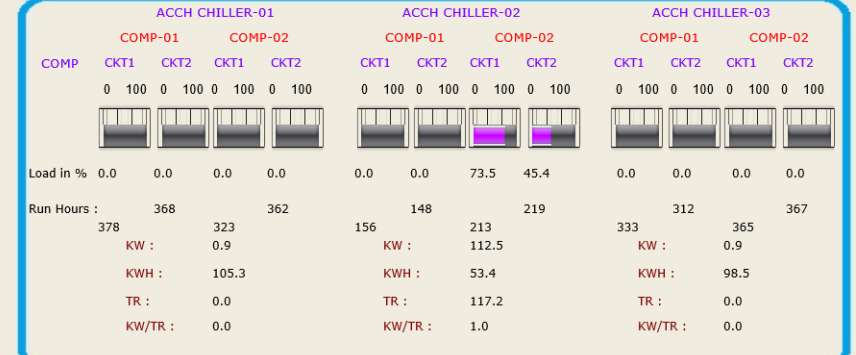 ACCH CHILLER-01 ACCH CHILLER-02 ACCH CHILLER-03
COMP-01 COMP-02 COMP-01 COMP-02 COMP-01 COMP-02
COMP CKT1 CKT2 CKT1 CKT2 CKT1 CKT2 CKT1 CKT2 CKT1 CKT2 CKT1 CKT2
0 100 0 100 0 100 0 100 0 100 0 100 0 100 0 100 0 100 0 100 0 100 0 100
Load in % 0.0 0.0 0.0 0.0 0.0 0.0 73.5 45.4 0.0 0.0 0.0 0.0
Run Hours : 368 362 148 219 312 367
378 323 156 213 333 365
KW : 0.9 KW : 112.5 KW : 0.9
KWH : 105.3 KWH : 53.4 KWH : 98.5
TR : 0.0 TR : 117.2 TR : 0.0
KW/TR : 0.0 KW/TR : 1.0 KW/TR : 0.0